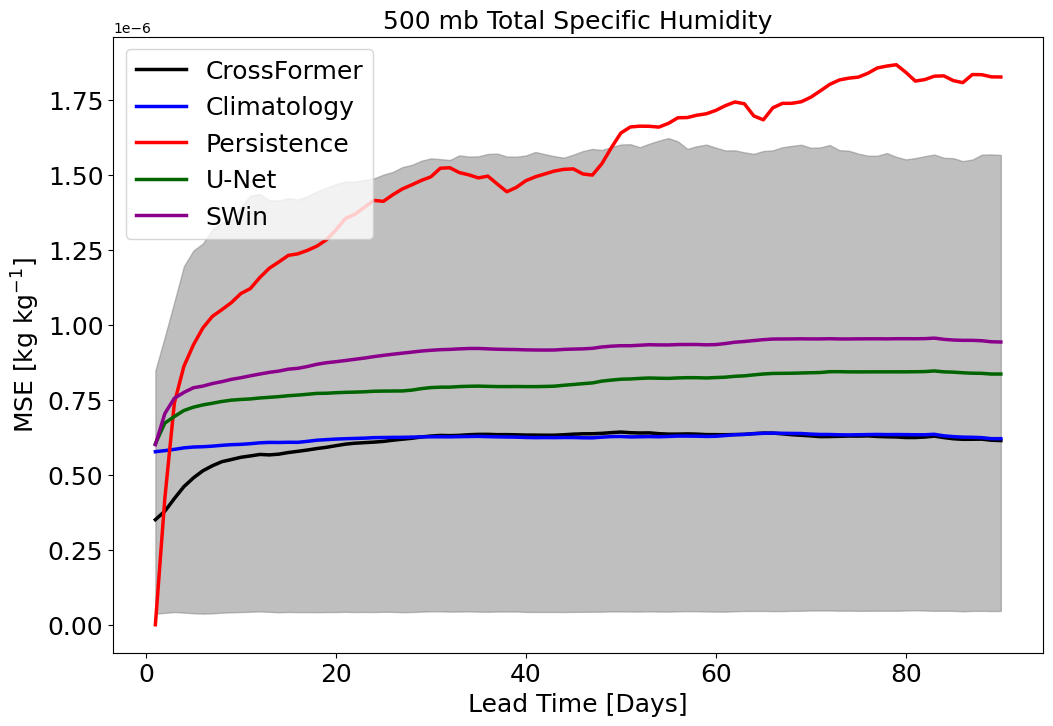 500 mb Total Specific Humidity
1e−6
CrossFormer
Climatology
Persistence
U-Net
SWin
MSE [kg kg⁻¹]
1.75
1.50
1.25
1.00
0.75
0.50
0.25
0.00
0 20 40 60 80
Lead Time [Days]